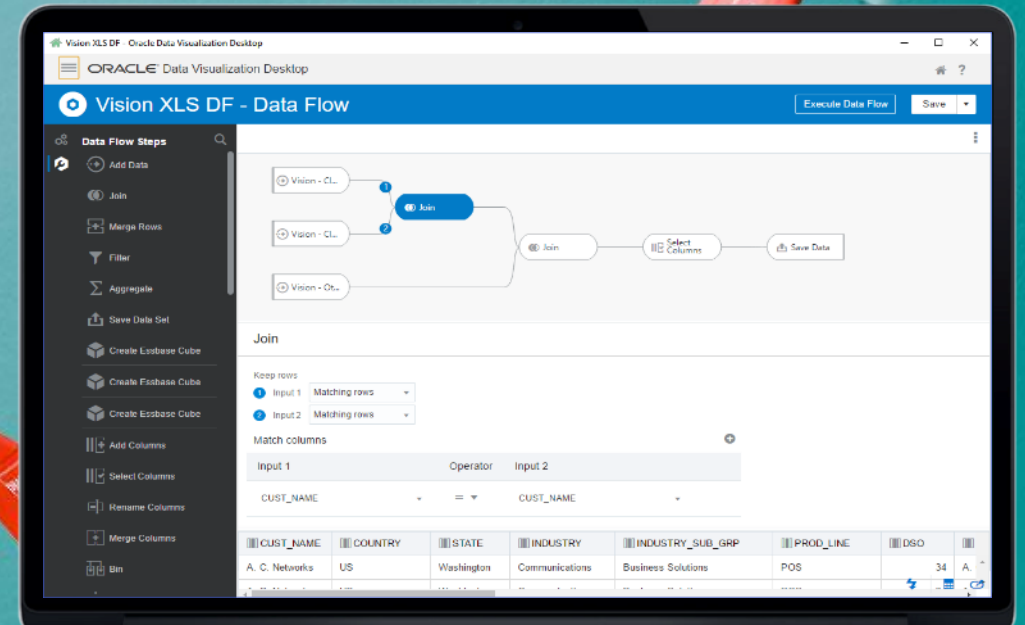 Vision XLS DF - Oracle Data Visualization Desktop
ORACLE Data Visualization Desktop
?
Vision XLS DF - Data Flow
Execute Data Flow
Save
Data Flow Steps
Add Data
Join
Merge Rows
Filter
Aggregate
Save Data Set
Create Essbase Cube
Create Essbase Cube
Create Essbase Cube
Add Columns
Select Columns
Rename Columns
Merge Columns
Bin
Vision - Cl...
1
Join
2
Vision - Cl...
Vision - Ot...
Join
Select
Columns
Save Data
Join
Keep rows
1 Input 1 Matching rows
2 Input 2 Matching rows
Match columns
Input 1 Operator Input 2
CUST_NAME = CUST_NAME
CUST_NAME COUNTRY STATE INDUSTRY INDUSTRY_SUB_GRP PROD_LINE DSO
A. C. Networks US Washington Communications Business Solutions POS 34 A.